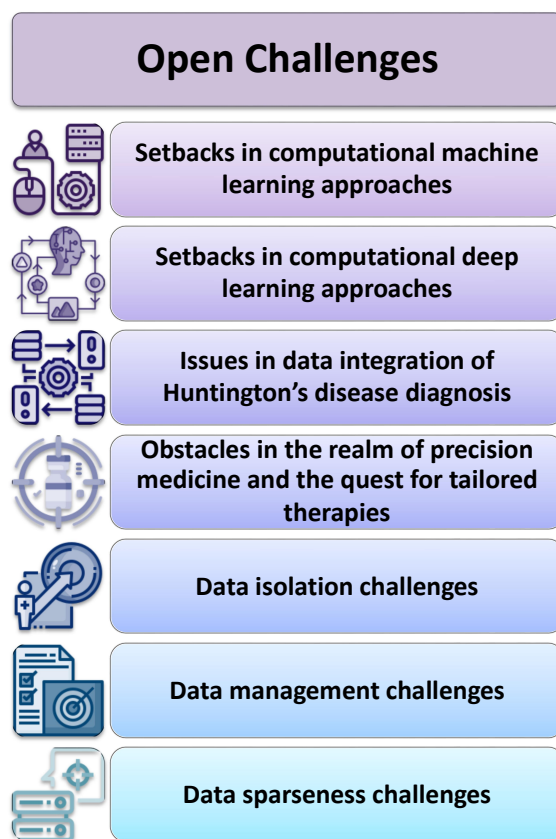 Open Challenges
Setbacks in computational machine
learning approaches
Setbacks in computational deep
learning approaches
Issues in data integration of
Huntington’s disease diagnosis
Obstacles in the realm of precision
medicine and the quest for tailored
therapies
Data isolation challenges
Data management challenges
Data sparseness challenges